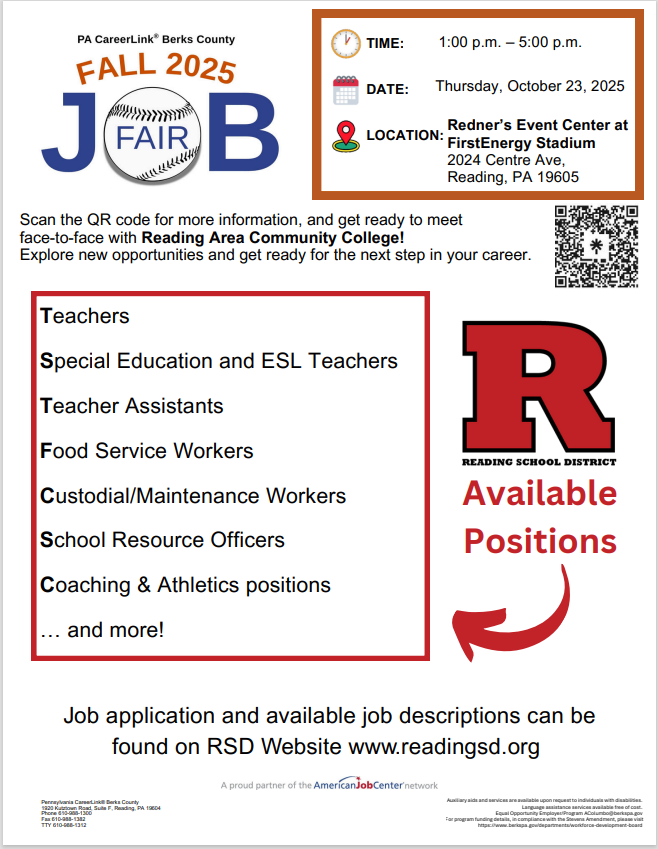 PA CareerLink® Berks County
FALL 2025
JOB
FAIR
TIME: 1:00 p.m. – 5:00 p.m.
DATE: Thursday, October 23, 2025
LOCATION: Redner's Event Center at
FirstEnergy Stadium
2024 Centre Ave,
Reading, PA 19605
Scan the QR code for more information, and get ready to meet
face-to-face with Reading Area Community College!
Explore new opportunities and get ready for the next step in your career.
Teachers
Special Education and ESL Teachers
Teacher Assistants
Food Service Workers
Custodial/Maintenance Workers
School Resource Officers
Coaching & Athletics positions
… and more!
R
READING SCHOOL DISTRICT
Available
Positions
Job application and available job descriptions can be
found on RSD Website www.readingsd.org
A proud partner of the AmericanJobCenter network
Pennsylvania CareerLink® Berks County
1920 Kutztown Road, Suite F, Reading, PA 19604
Phone 610-988-1300
Fax 610-988-1382
TTY 610-988-1312
Auxiliary aids and services are available upon request to individuals with disabilities.
Language assistance services available free of cost.
Equal Opportunity Employer/Program AColumbo@berkspa.gov
For program funding details, in compliance with the Stevens Amendment, please visit
https://www.berkspa.gov/departments/workforce-development-board